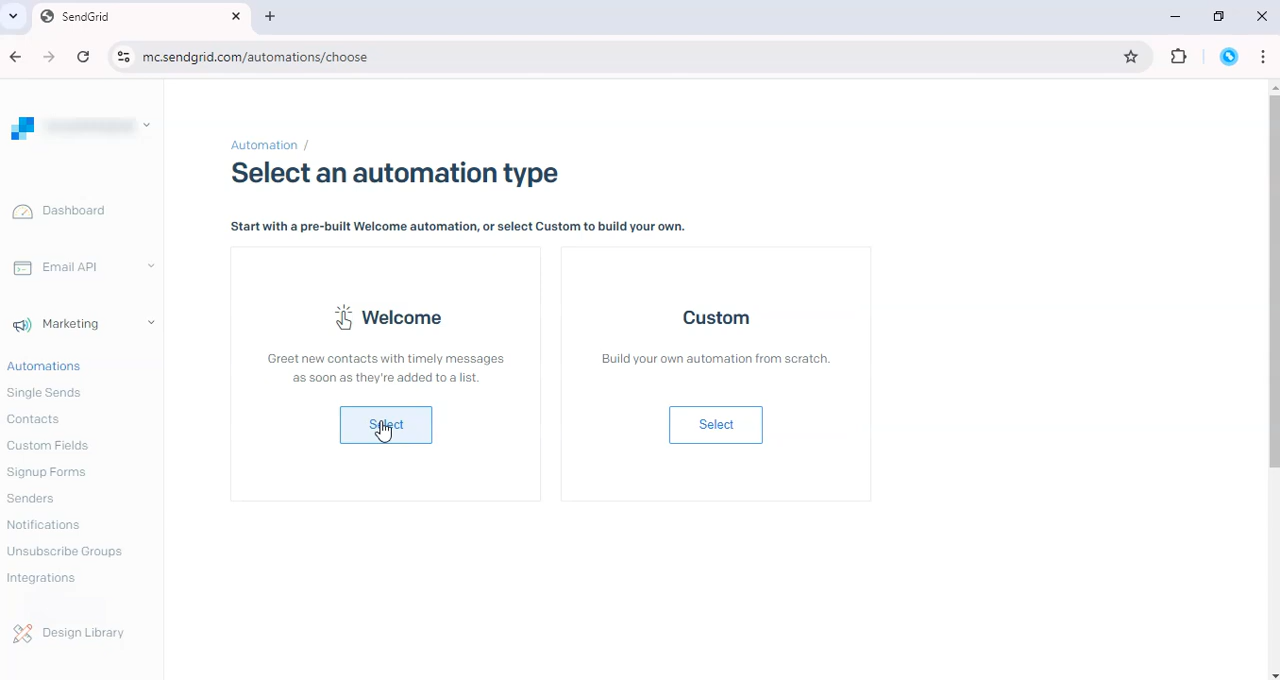 SendGrid
mc.sendgrid.com/automations/choose
Automation /
Select an automation type
Dashboard
Start with a pre-built Welcome automation, or select Custom to build your own.
Email API
Welcome
Greet new contacts with timely messages
as soon as they're added to a list.
Select
Custom
Build your own automation from scratch.
Select
Marketing
Automations
Single Sends
Contacts
Custom Fields
Signup Forms
Senders
Notifications
Unsubscribe Groups
Integrations
Design Library